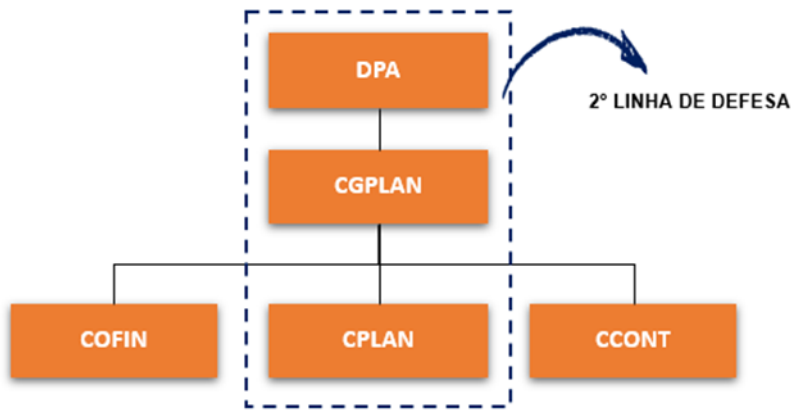 DPA
2° LINHA DE DEFESA
CGPLAN
COFIN
CPLAN
CCONT